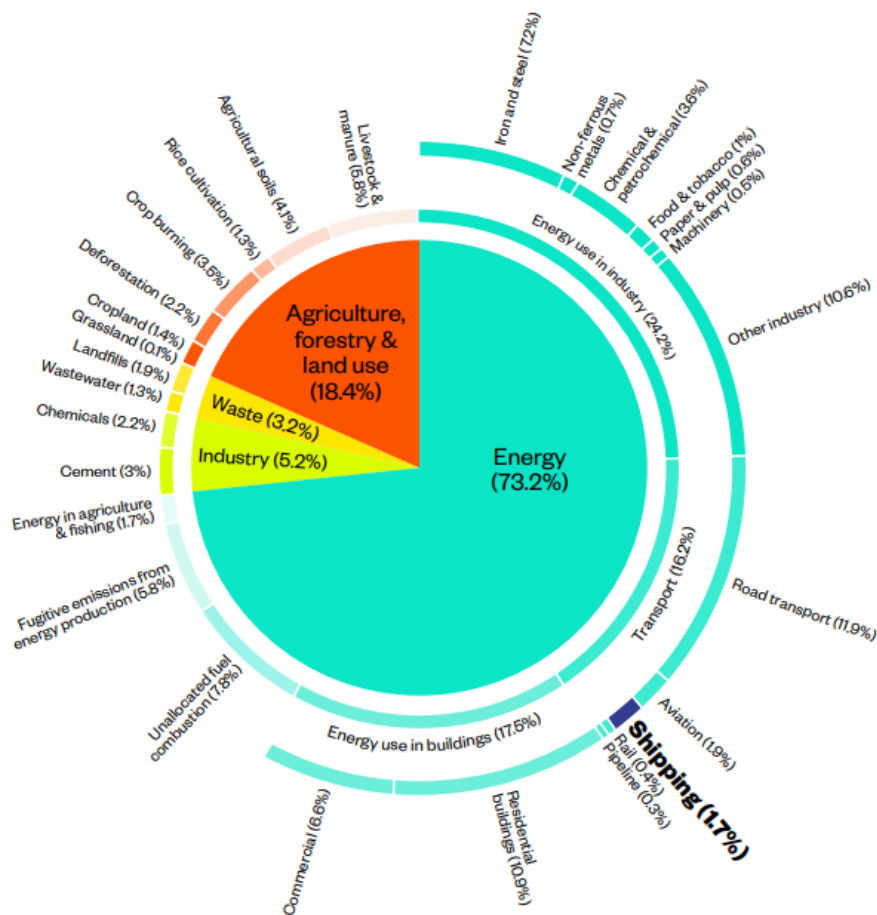 Iron and steel (7.2%)
Non-ferrous
metals (0.7%)
Chemical &
petrochemical (3.6%)
Food & tobacco (1%)
Paper & pulp (0.6%)
Machinery (0.5%)
Energy use in industry (24.2%)
Other industry (10.6%)
Livestock &
manure (5.8%)
Agricultural soils (4.1%)
Rice cultivation (1.3%)
Crop burning (3.5%)
Deforestation (2.2%)
Cropland (1.4%)
Grassland (0.1%)
Landfills (1.9%)
Wastewater (1.3%)
Chemicals (2.2%)
Cement (3%)
Energy in agriculture
& fishing (1.7%)
Fugitive emissions from
energy production (5.8%)
Unallocated fuel
combustion (7.8%)
Agriculture,
forestry &
land use
(18.4%)
Waste (3.2%)
Industry (5.2%)
Energy
(73.2%)
Transport (16.2%)
Road transport (11.9%)
Aviation (1.9%)
Shipping (1.7%)
Rail (0.4%)
Pipeline (0.3%)
Energy use in buildings (17.5%)
Residential
buildings (10.9%)
Commercial (6.6%)